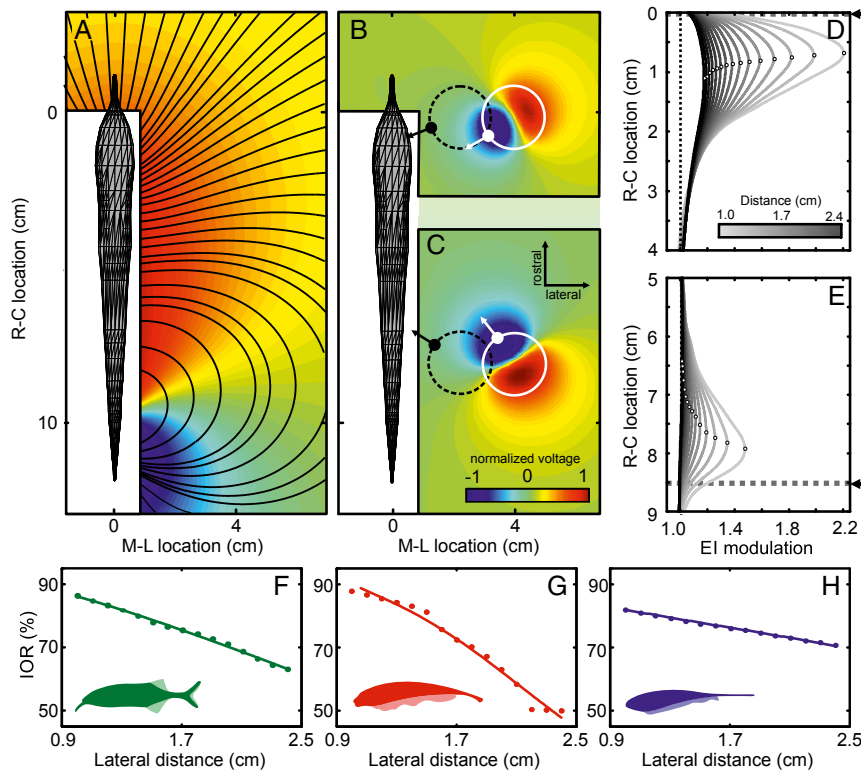 A
B
D
0
R-C location (cm)
10
0
4
M-L location (cm)
C
rostral
lateral
normalized voltage
-1
0
1
0
4
M-L location (cm)
0
1
2
3
4
R-C location (cm)
Distance (cm)
1.0
1.7
2.4
E
5
6
7
8
9
R-C location (cm)
1.0
1.4
1.8
2.2
EI modulation
F
90
70
50
IOR (%)
0.9
1.7
2.5
Lateral distance (cm)
G
90
70
50
0.9
1.7
2.5
Lateral distance (cm)
H
90
70
50
0.9
1.7
2.5
Lateral distance (cm)